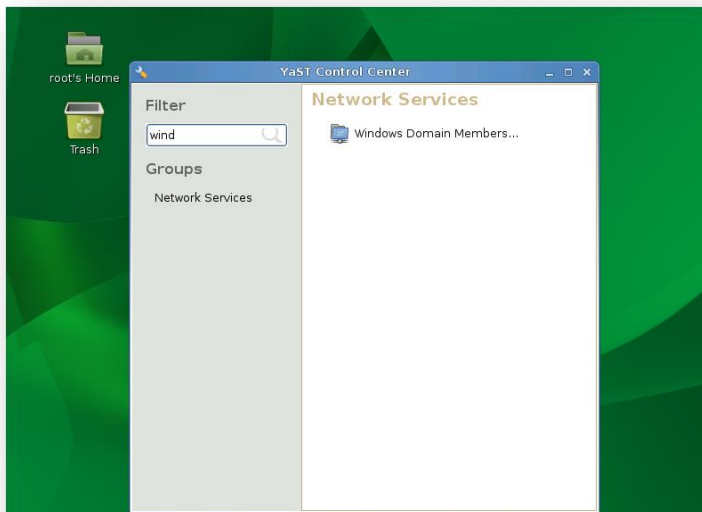 root's Home
Trash
YaST Control Center
Filter
wind
Groups
Network Services
Network Services
Windows Domain Members...